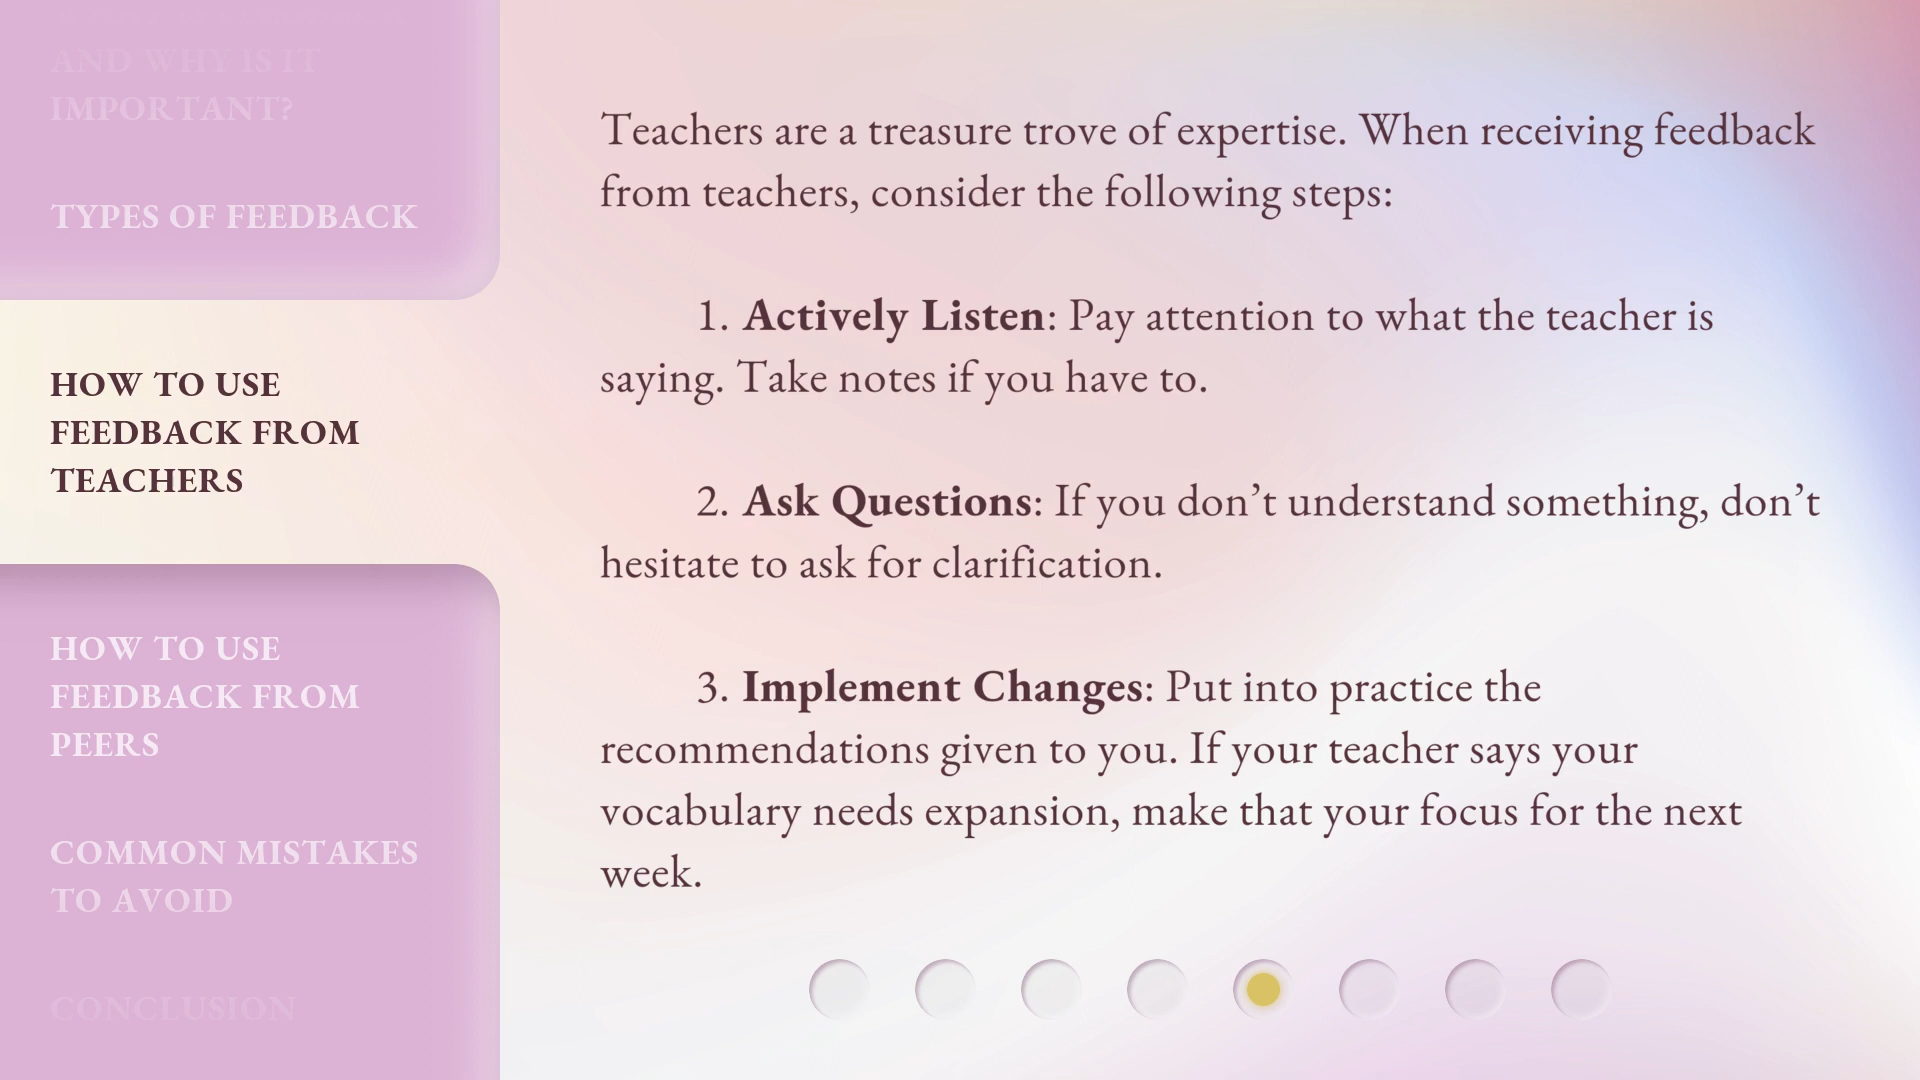 AND WHY IS IT
IMPORTANT?
TYPES OF FEEDBACK
HOW TO USE
FEEDBACK FROM
TEACHERS
HOW TO USE
FEEDBACK FROM
PEERS
COMMON MISTAKES
TO AVOID
CONCLUSION
Teachers are a treasure trove of expertise. When receiving feedback
from teachers, consider the following steps:
1. Actively Listen: Pay attention to what the teacher is
saying. Take notes if you have to.
2. Ask Questions: If you don’t understand something, don’t
hesitate to ask for clarification.
3. Implement Changes: Put into practice the
recommendations given to you. If your teacher says your
vocabulary needs expansion, make that your focus for the next
week.